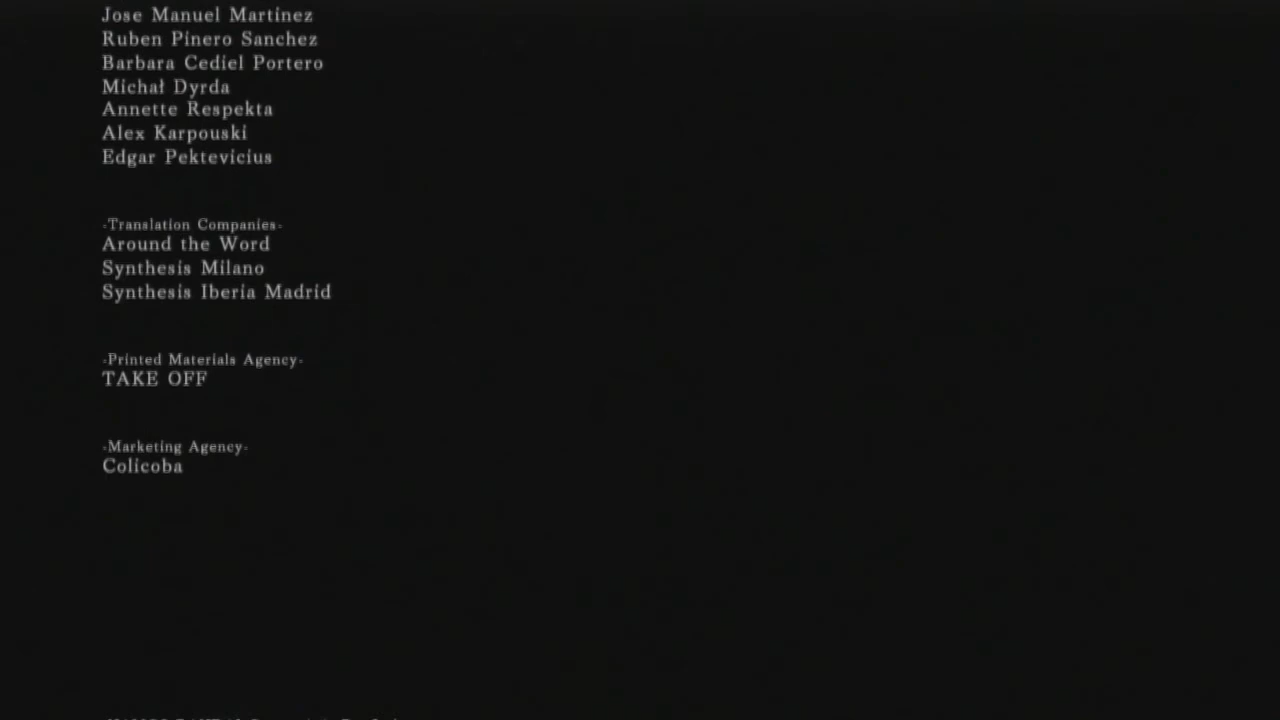 Jose Manuel Martinez
Ruben Pinero Sanchez
Barbara Cediel Portero
Michał Dyrda
Annette Respekta
Alex Karpouski
Edgar Pektevicius
-Translation Companies-
Around the Word
Synthesis Milano
Synthesis Iberia Madrid
-Printed Materials Agency-
TAKE OFF
-Marketing Agency-
Colicoba